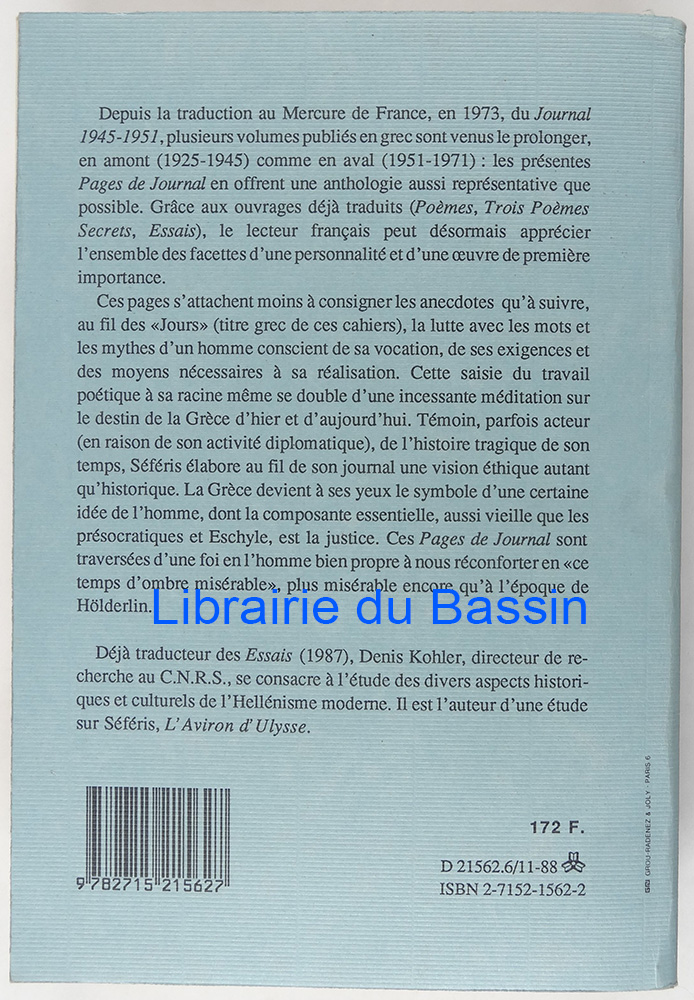 Depuis la traduction au Mercure de France, en 1973, du Journal
1945-1951, plusieurs volumes publiés en grec sont venus le prolonger,
en amont (1925-1945) comme en aval (1951-1971) : les présentes
Pages de Journal en offrent une anthologie aussi représentative que
possible. Grâce aux ouvrages déjà traduits (Poèmes, Trois Poèmes
Secrets, Essais), le lecteur français peut désormais apprécier
l'ensemble des facettes d'une personnalité et d'une œuvre de première
importance.
Ces pages s'attachent moins à consigner les anecdotes qu'à suivre,
au fil des «Jours» (titre grec de ces cahiers), la lutte avec les mots et
les mythes d'un homme conscient de sa vocation, de ses exigences et
des moyens nécessaires à sa réalisation. Cette saisie du travail
poétique à sa racine même se double d'une incessante méditation sur
le destin de la Grèce d'hier et d'aujourd'hui. Témoin, parfois acteur
(en raison de son activité diplomatique), de l'histoire tragique de son
temps, Séféris élabore au fil de son journal une vision éthique autant
qu'historique. La Grèce devient à ses yeux le symbole d'une certaine
idée de l'homme, dont la composante essentielle, aussi vieille que les
présocratiques et Eschyle, est la justice. Ces Pages de Journal sont
traversées d'une foi en l'homme bien propre à nous réconforter en «ce
temps d'ombre misérable», plus misérable encore qu'à l'époque de
Hölderlin.
Librairie du Bassin
Déjà traducteur des Essais (1987), Denis Kohler, directeur de re-
cherche au C.N.R.S., se consacre à l'étude des divers aspects histori-
ques et culturels de l'Hellénisme moderne. Il est l'auteur d'une étude
sur Séféris, L'Aviron d'Ulysse.
172 F.
D 21562.6/11-88
ISBN 2-7152-1562-2
9 782715 215627
GROU-RADENEZ & JOLY - PARIS 6